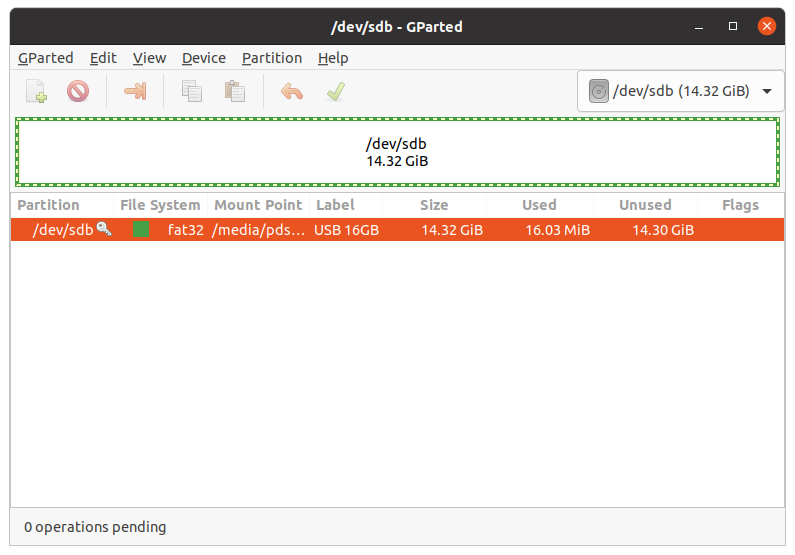 /dev/sdb - GParted
GParted Edit View Device Partition Help
/dev/sdb (14.32 GiB)
/dev/sdb
14.32 GiB
Partition File System Mount Point Label Size Used Unused Flags
/dev/sdb fat32 /media/pds... USB 16GB 14.32 GiB 16.03 MiB 14.30 GiB
0 operations pending